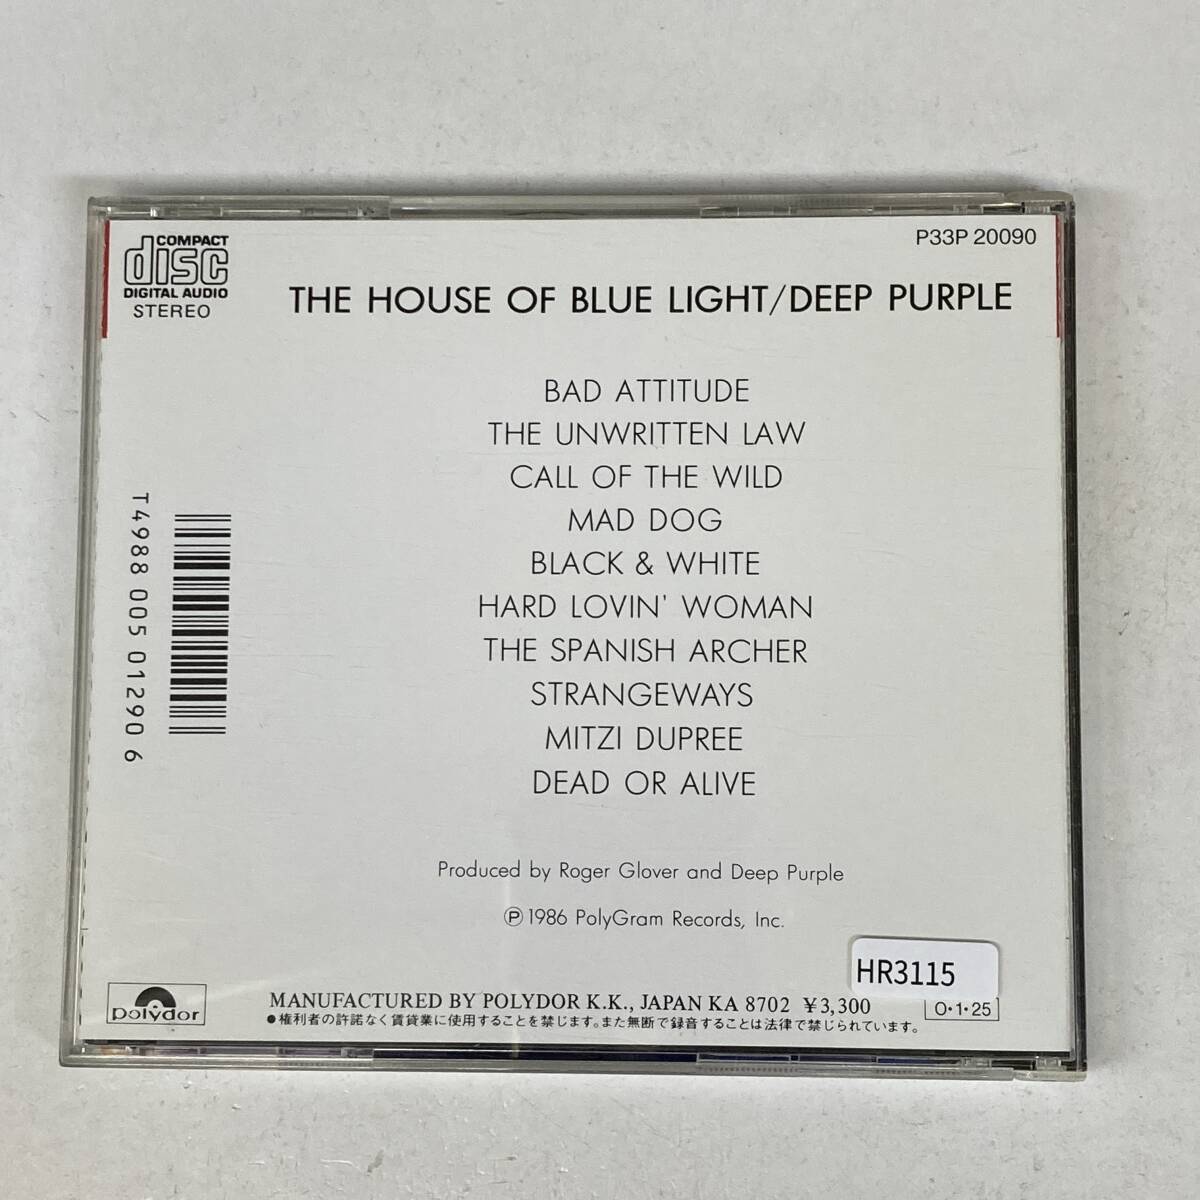 COMPACT
disc
DIGITAL AUDIO
STEREO
P33P 20090
THE HOUSE OF BLUE LIGHT/DEEP PURPLE
BAD ATTITUDE
THE UNWRITTEN LAW
CALL OF THE WILD
MAD DOG
BLACK & WHITE
HARD LOVIN' WOMAN
THE SPANISH ARCHER
STRANGEWAYS
MITZI DUPREE
DEAD OR ALIVE
T4988 005 01290 6
Produced by Roger Glover and Deep Purple
Ⓟ 1986 PolyGram Records, Inc.
HR3115
polydor
MANUFACTURED BY POLYDOR K.K., JAPAN KA 8702 ¥3,300
O・1・25
●権利者の許諾なく賃貸業に使用することを禁じます。また無断で録音することは法律で禁じられています。